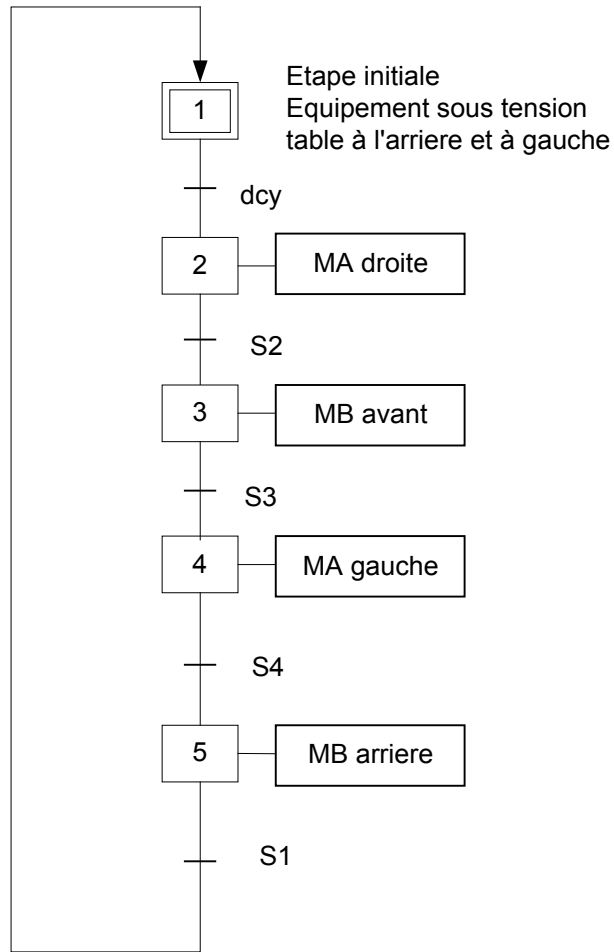 1
Etape initiale
Equipement sous tension
table à l'arriere et à gauche
dcy
2
MA droite
S2
3
MB avant
S3
4
MA gauche
S4
5
MB arriere
S1